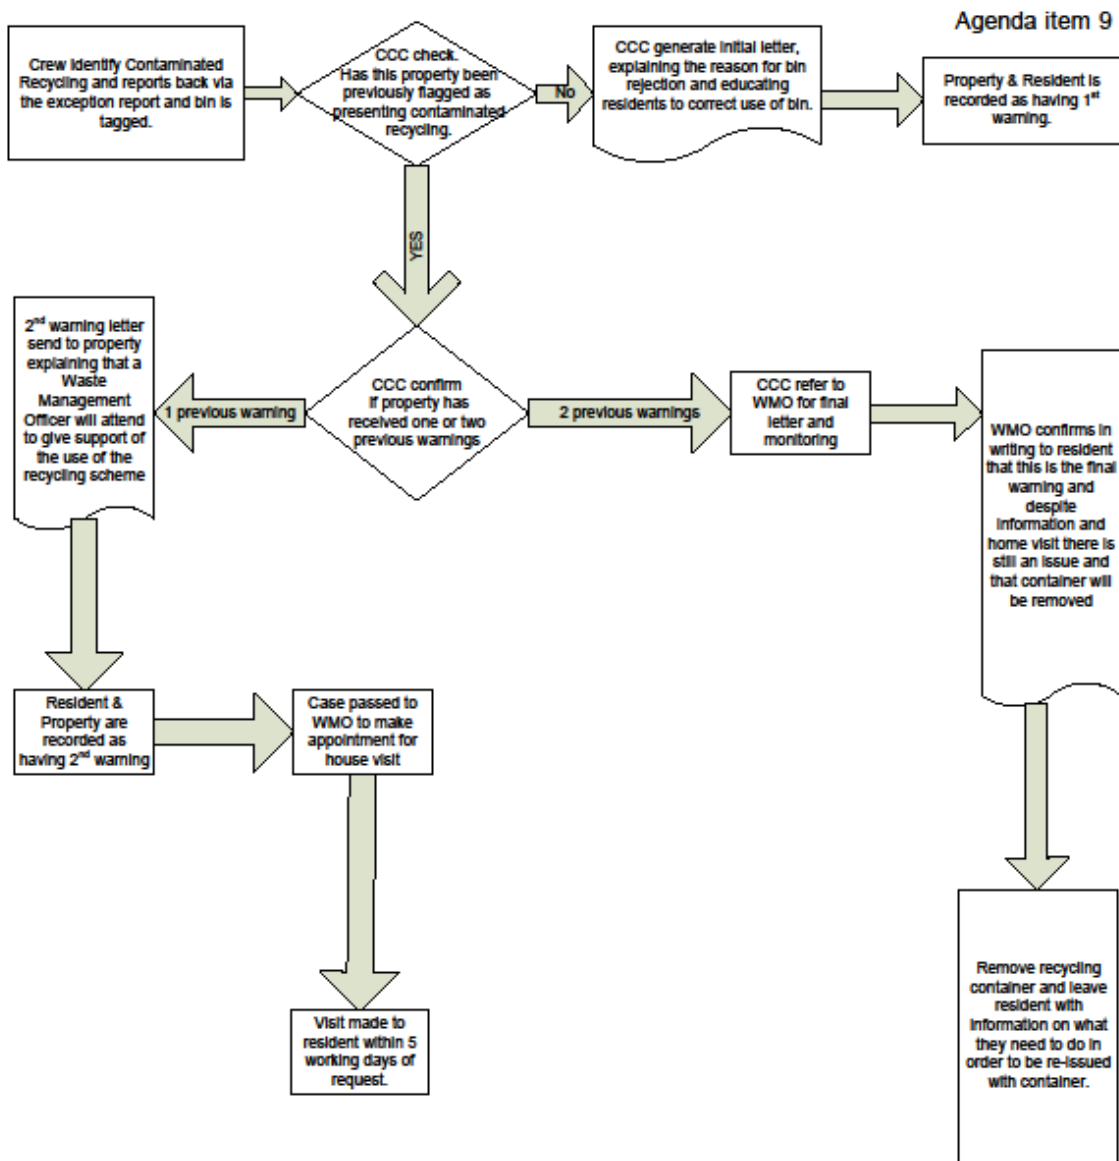 Agenda item 9
Crew Identify Contaminated
Recycling and reports back via
the exception report and bin is
tagged.
CCC check.
Has this property been
previously flagged as
presenting contaminated
recycling.
No
CCC generate initial letter,
explaining the reason for bin
rejection and educating
residents to correct use of bin.
Property & Resident is
recorded as having 1st
warning.
YES
CCC confirm
If property has
received one or two
previous warnings
1 previous warning
2nd warning letter
send to property
explaining that a
Waste
Management
Officer will attend
to give support of
the use of the
recycling scheme
2 previous warnings
CCC refer to
WMO for final
letter and
monitoring
WMO confirms in
writing to resident
that this is the final
warning and
despite
information and
home visit there is
still an issue and
that container will
be removed
Resident &
Property are
recorded as
having 2nd warning
Case passed to
WMO to make
appointment for
house visit
Visit made to
resident within 5
working days of
request.
Remove recycling
container and leave
resident with
information on what
they need to do in
order to be re-issued
with container.